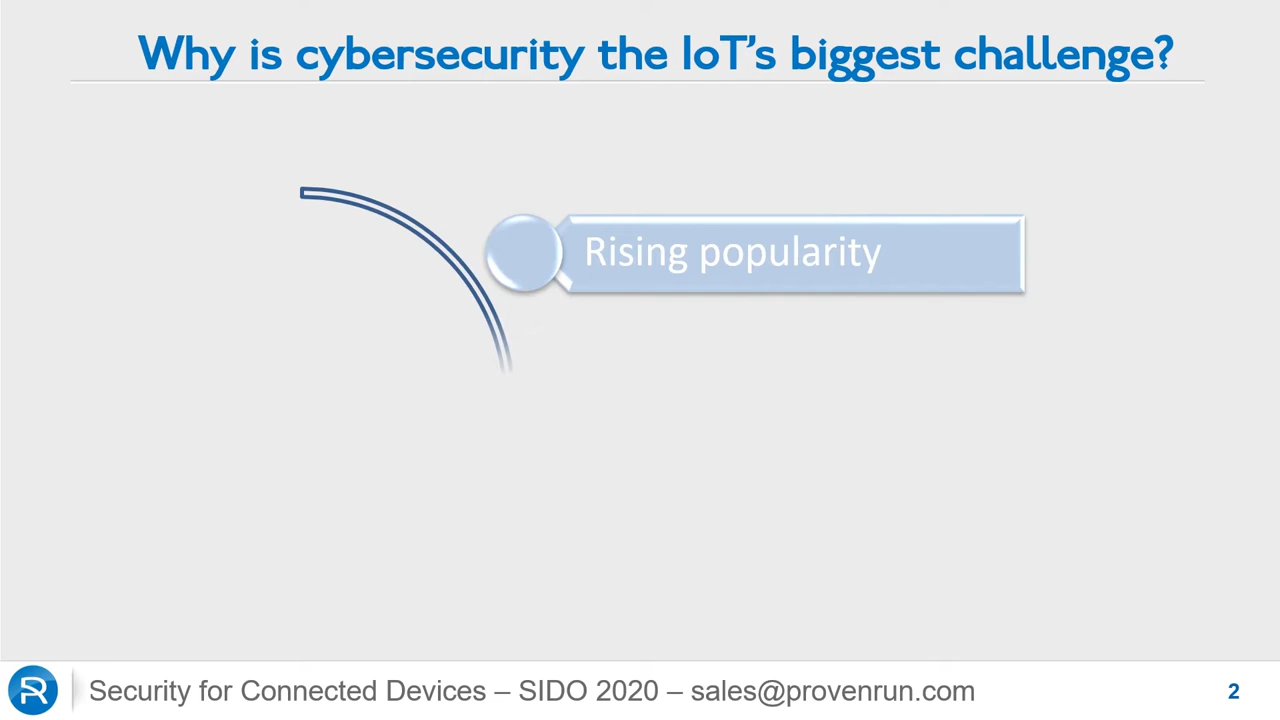 Why is cybersecurity the IoT's biggest challenge?
Rising popularity
Security for Connected Devices – SIDO 2020 – sales@provenrun.com
2